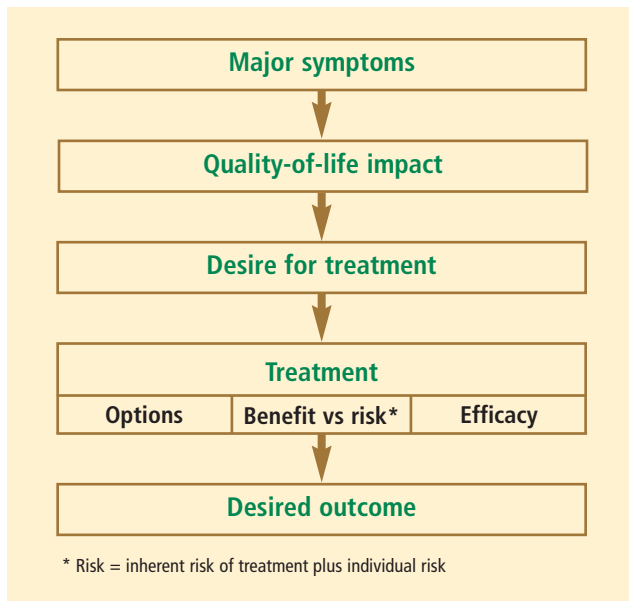 Major symptoms
Quality-of-life impact
Desire for treatment
Treatment
Options Benefit vs risk* Efficacy
Desired outcome
* Risk = inherent risk of treatment plus individual risk